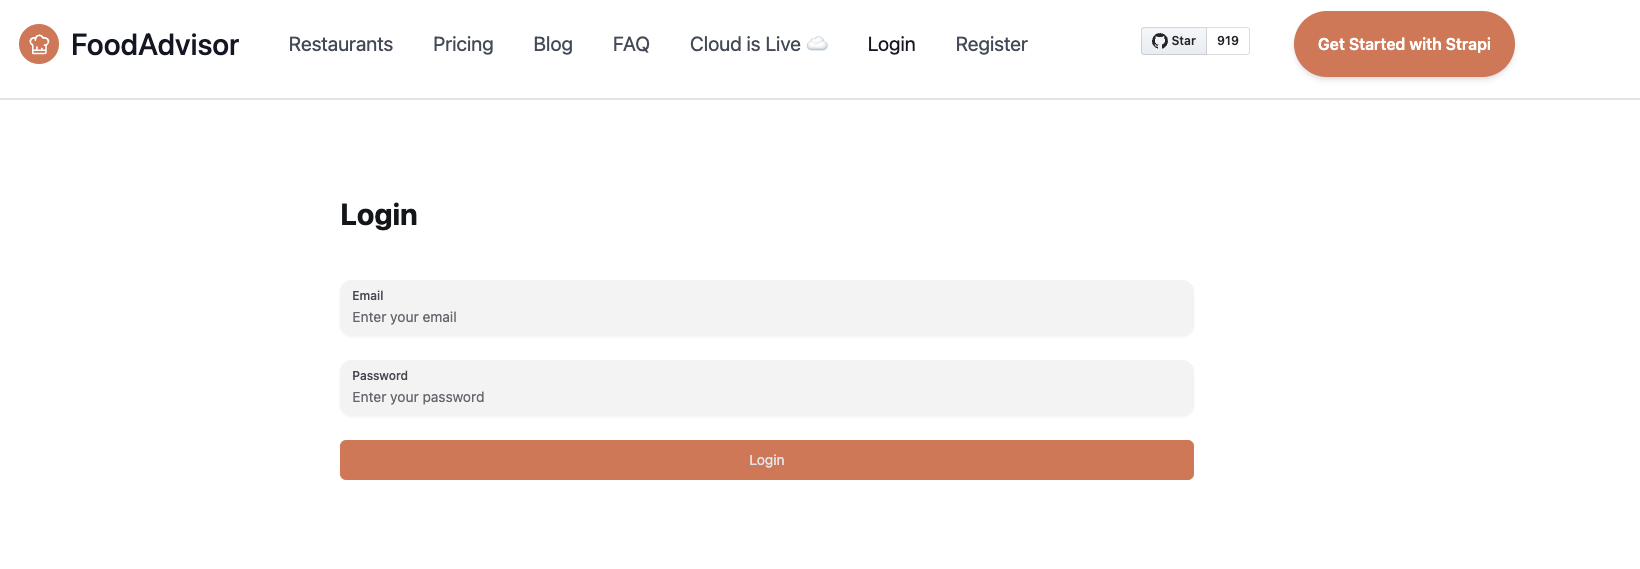 FoodAdvisor Restaurants Pricing Blog FAQ Cloud is Live ☁️ Login Register Star 919 Get Started with Strapi
Login
Email
Enter your email
Password
Enter your password
Login